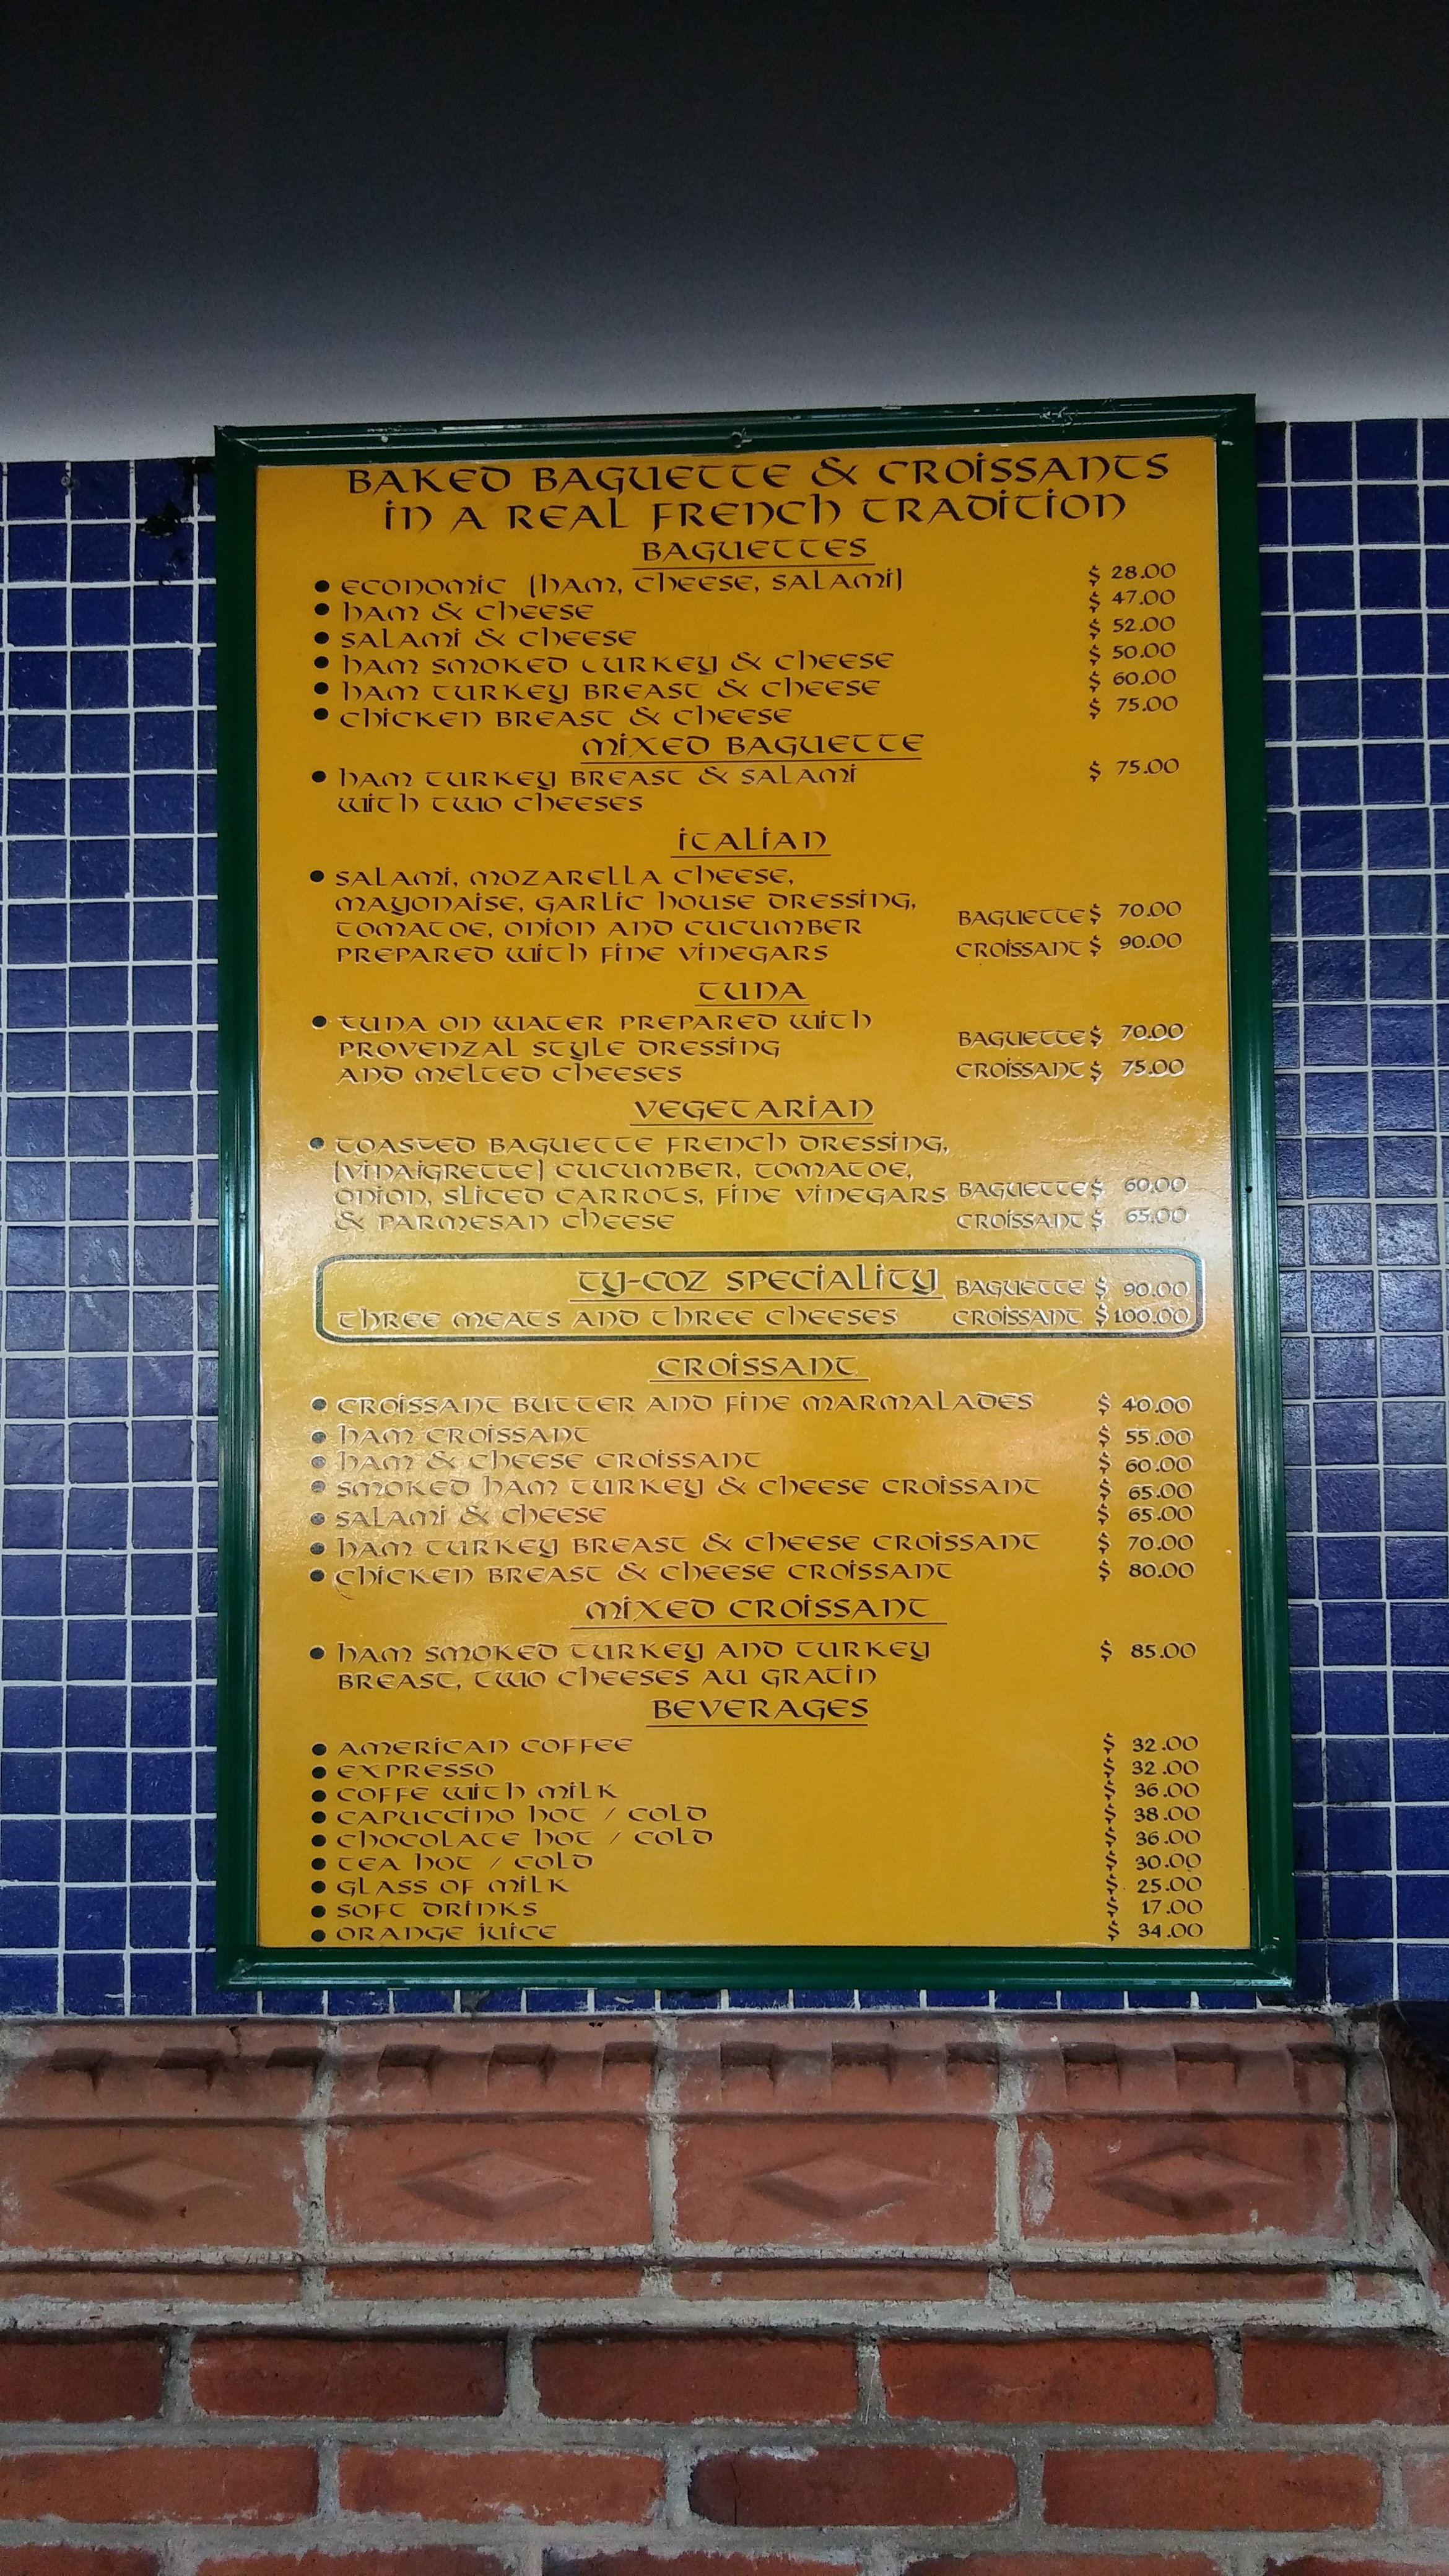 BAKED BAGUETTE & CROISSANTS
IN A REAL FRENCH TRADITION
BAGUETTES
• ECONOMIC (HAM, CHEESE, SALAMI) $ 28.00
• HAM & CHEESE $ 47.00
• SALAMI & CHEESE $ 52.00
• HAM SMOKED TURKEY & CHEESE $ 50.00
• HAM TURKEY BREAST & CHEESE $ 60.00
• CHICKEN BREAST & CHEESE $ 75.00
MIXED BAGUETTE
• HAM TURKEY BREAST & SALAMI $ 75.00
WITH TWO CHEESES
ITALIAN
• SALAMI, MOZARELLA CHEESE,
MAYONAISE, GARLIC HOUSE DRESSING,
TOMATOE, ONION AND CUCUMBER BAGUETTE $ 70.00
PREPARED WITH FINE VINEGARS CROISSANT $ 90.00
TUNA
• TUNA ON WATER PREPARED WITH
PROVENZAL STYLE DRESSING BAGUETTE $ 70.00
AND MELTED CHEESES CROISSANT $ 75.00
VEGETARIAN
• TOASTED BAGUETTE FRENCH DRESSING,
(VINAIGRETTE) CUCUMBER, TOMATOE,
ONION, SLICED CARROTS, FINE VINEGARS BAGUETTE $ 60.00
& PARMESAN CHEESE CROISSANT $ 65.00
TY-COZ SPECIALITY BAGUETTE $ 90.00
THREE MEATS AND THREE CHEESES CROISSANT $ 100.00
CROISSANT
• CROISSANT BUTTER AND FINE MARMALADES $ 40.00
• HAM CROISSANT $ 55.00
• HAM & CHEESE CROISSANT $ 60.00
• SMOKED HAM TURKEY & CHEESE CROISSANT $ 65.00
• SALAMI & CHEESE $ 65.00
• HAM TURKEY BREAST & CHEESE CROISSANT $ 70.00
• CHICKEN BREAST & CHEESE CROISSANT $ 80.00
MIXED CROISSANT
• HAM SMOKED TURKEY AND TURKEY $ 85.00
BREAST, TWO CHEESES AU GRATIN
BEVERAGES
• AMERICAN COFFEE $ 32.00
• EXPRESSO $ 32.00
• COFFE WITH MILK $ 36.00
• CAPUCCINO HOT / COLD $ 38.00
• CHOCOLATE HOT / COLD $ 36.00
• TEA HOT / COLD $ 30.00
• GLASS OF MILK $ 25.00
• SOFT DRINKS $ 17.00
• ORANGE JUICE $ 34.00